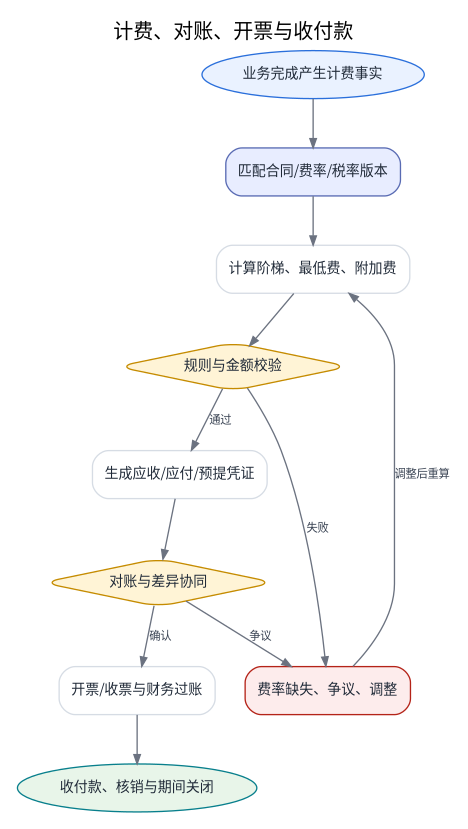 计费、对账、开票与收付款
业务完成产生计费事实
匹配合同/费率/税率版本
计算阶梯、最低费、附加费
规则与金额校验
通过
生成应收/应付/预提凭证
调整后重算
失败
对账与差异协同
确认
争议
开票/收票与财务过账
费率缺失、争议、调整
收付款、核销与期间关闭